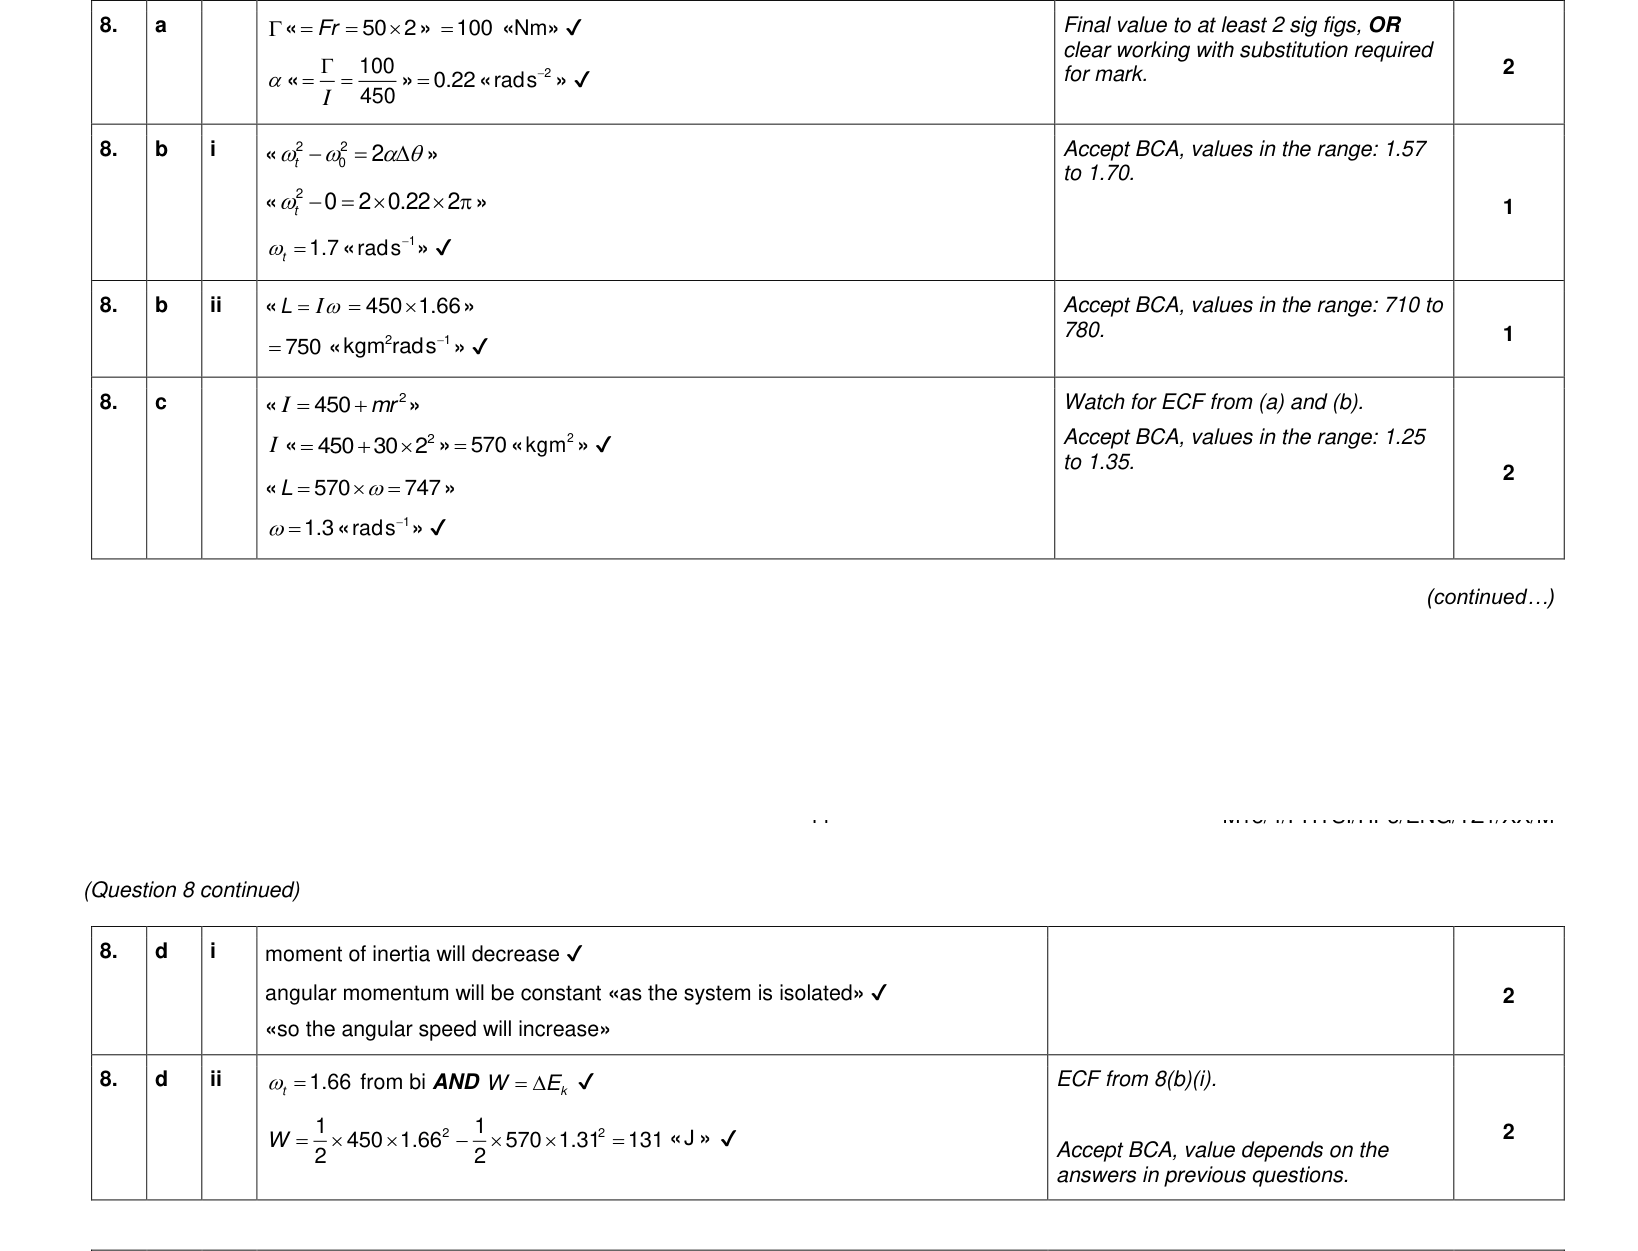 8. a Γ « = Fr = 50 × 2 » = 100 «Nm» ✓ Final value to at least 2 sig figs, OR
clear working with substitution required
for mark.
α « = Γ/I = 100/450 » = 0.22 « rad s⁻² » ✓ 2
8. b i « ωₜ² − ω₀² = 2αΔθ » Accept BCA, values in the range: 1.57
to 1.70.
« ωₜ² − 0 = 2 × 0.22 × 2π » 1
ωₜ = 1.7 « rad s⁻¹ » ✓
8. b ii « L = Iω = 450 × 1.66 » Accept BCA, values in the range: 710 to
780.
= 750 « kgm² rad s⁻¹ » ✓ 1
8. c « I = 450 + mr² » Watch for ECF from (a) and (b).
I « = 450 + 30 × 2² » = 570 « kgm² » ✓ Accept BCA, values in the range: 1.25
to 1.35.
« L = 570 × ω = 747 » 2
ω = 1.3 « rad s⁻¹ » ✓
(continued…)
(Question 8 continued)
8. d i moment of inertia will decrease ✓
angular momentum will be constant «as the system is isolated» ✓ 2
«so the angular speed will increase»
8. d ii ωₜ = 1.66 from bi AND W = ΔEₖ ✓ ECF from 8(b)(i).
W = 1/2 × 450 × 1.66² − 1/2 × 570 × 1.31² = 131 « J » ✓ 2
Accept BCA, value depends on the
answers in previous questions.